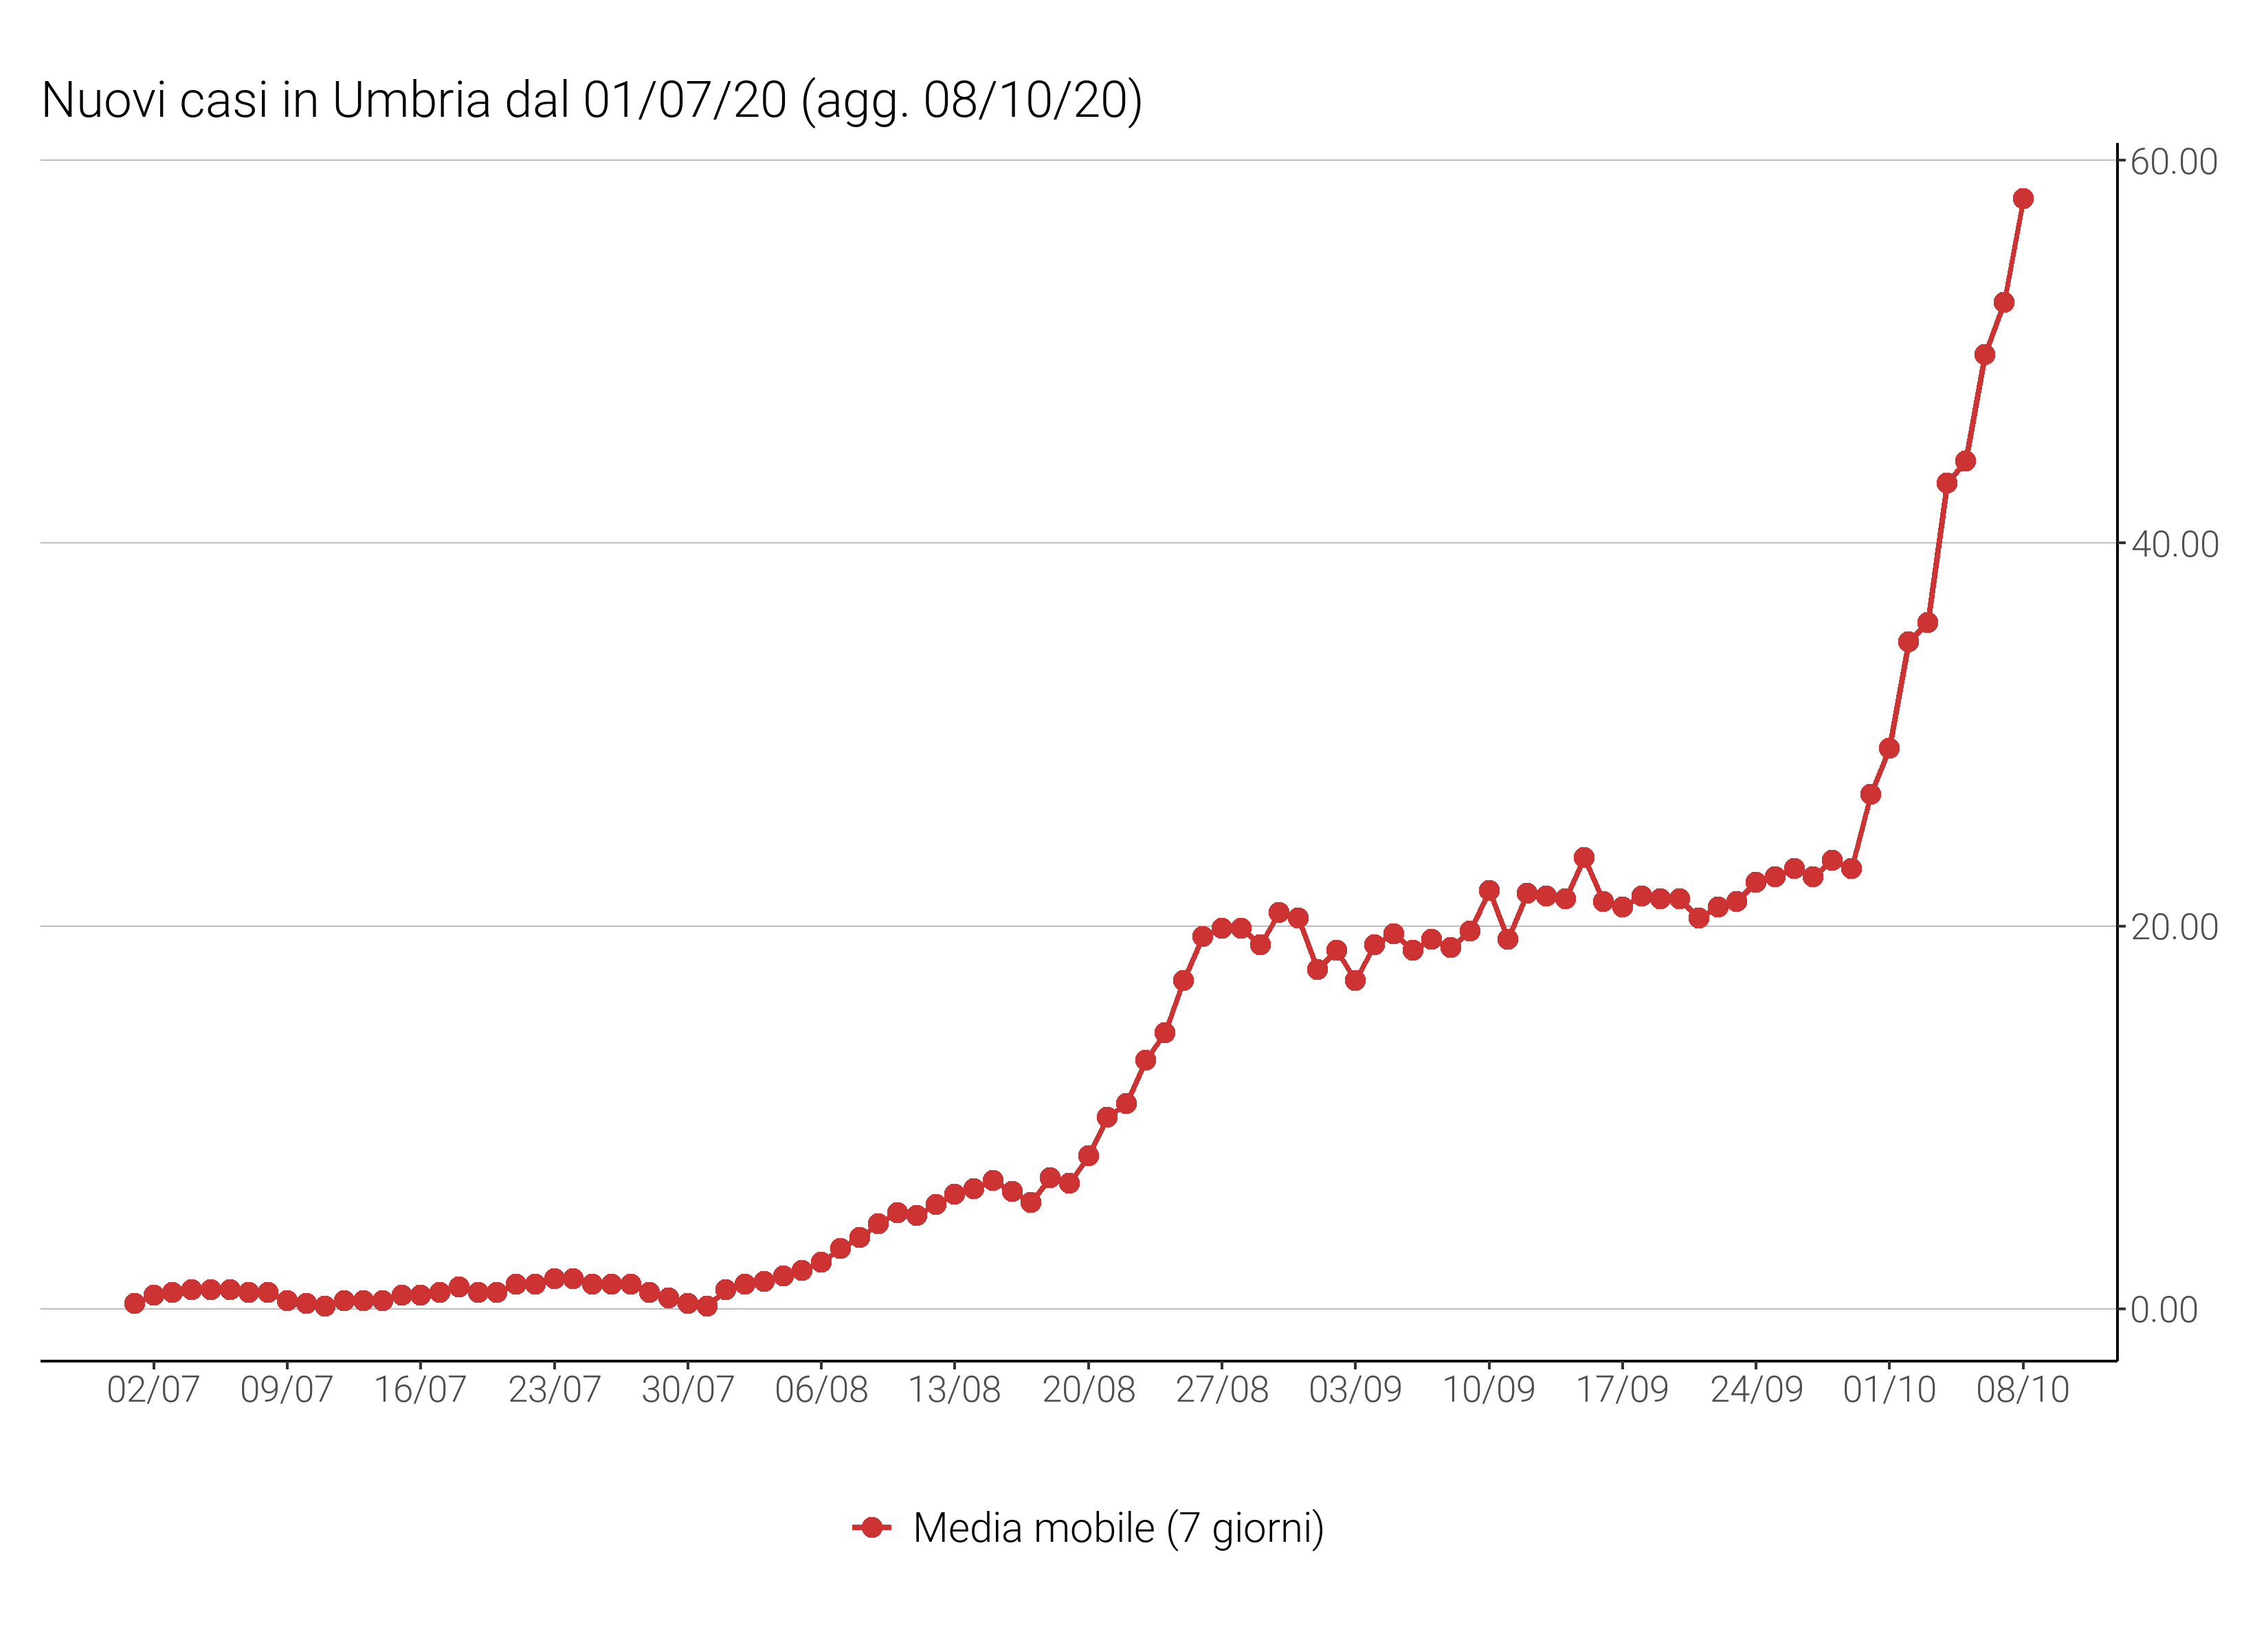 Nuovi casi in Umbria dal 01/07/20 (agg. 08/10/20)
60.00
40.00
20.00
0.00
02/07 09/07 16/07 23/07 30/07 06/08 13/08 20/08 27/08 03/09 10/09 17/09 24/09 01/10 08/10
Media mobile (7 giorni)